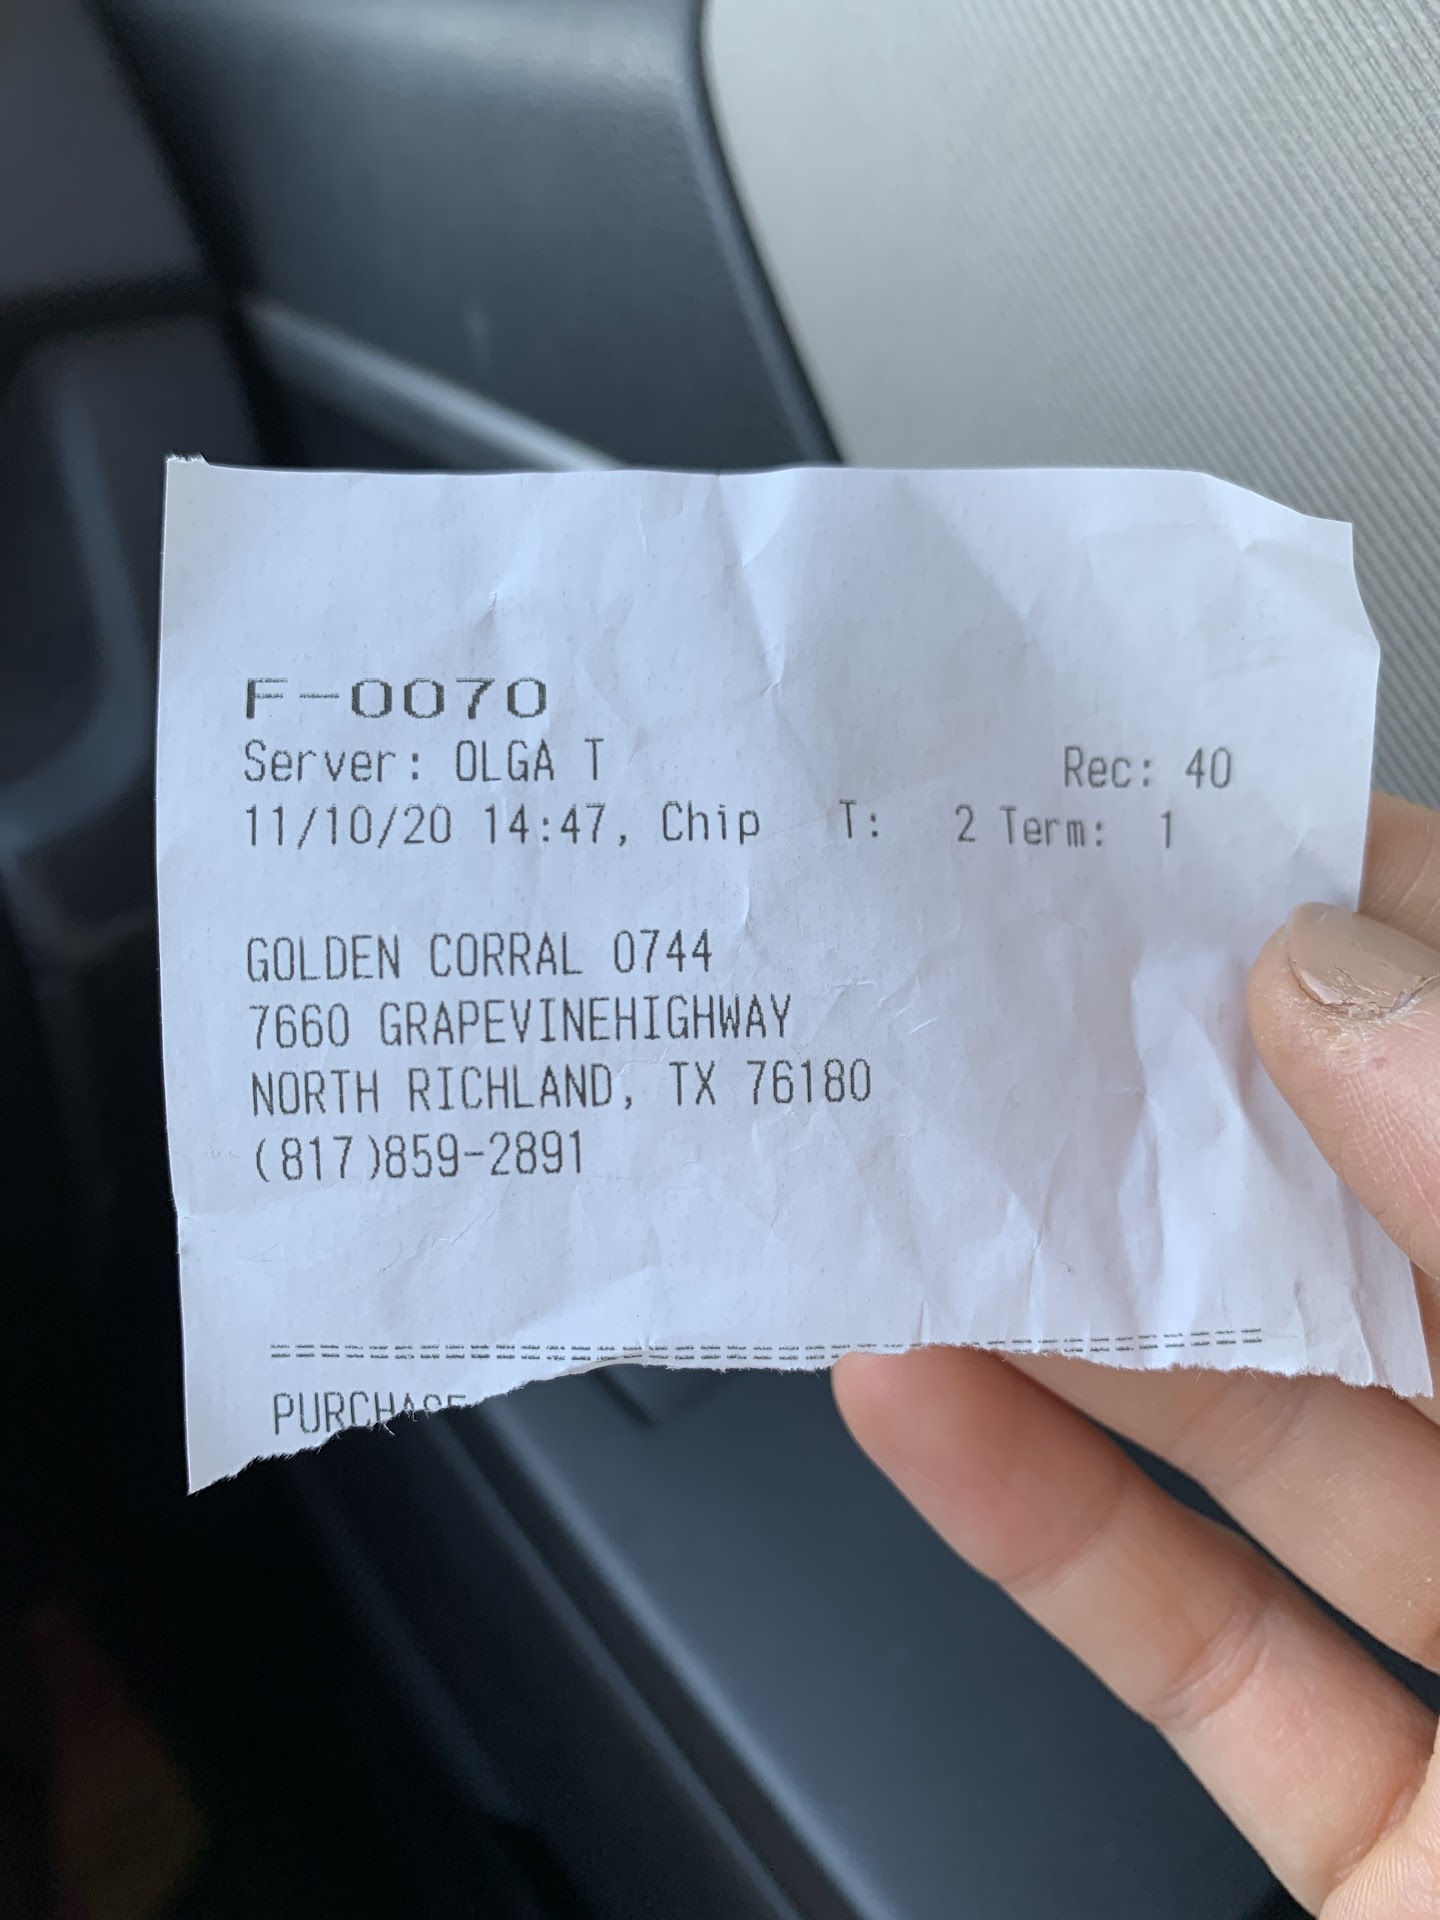 F-0070
Server: OLGA T Rec: 40
11/10/20 14:47, Chip T: 2 Term: 1
GOLDEN CORRAL 0744
7660 GRAPEVINEHIGHWAY
NORTH RICHLAND, TX 76180
(817)859-2891
================================================
PURCHASE